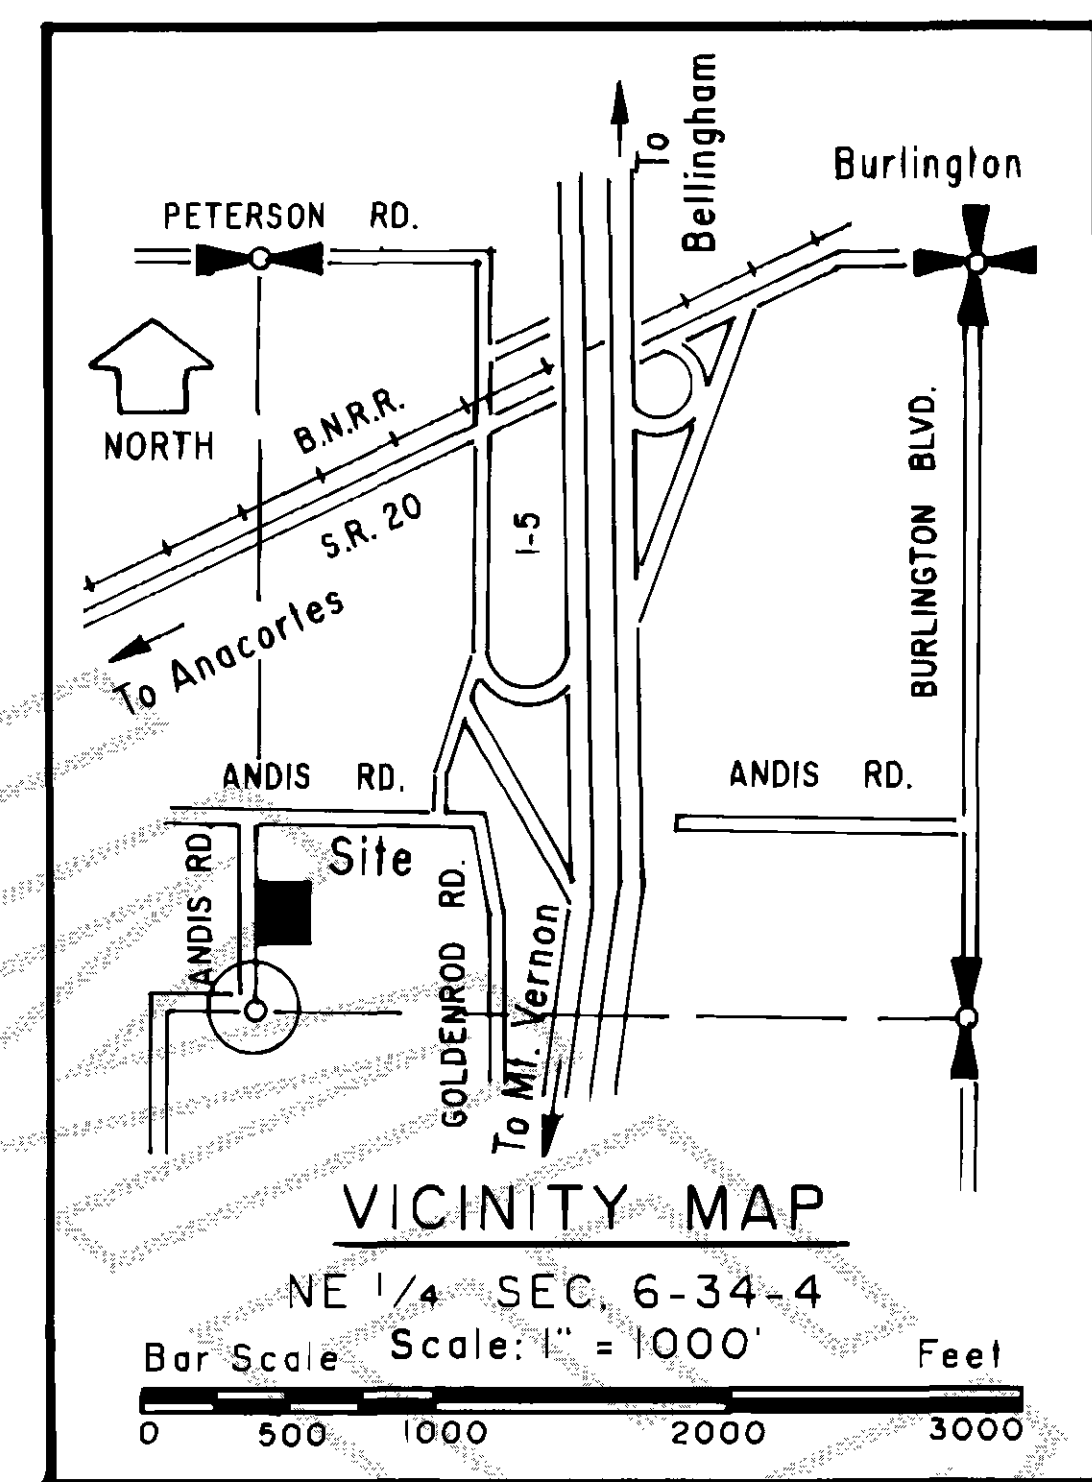 To
Bellingham
Burlington
PETERSON RD.
NORTH
B.N.R.R.
S.R. 20
I-5
BURLINGTON BLVD.
To Anacortes
ANDIS RD.
ANDIS RD.
Site
ANDIS RD.
GOLDENROD RD.
To Mt. Vernon
VICINITY MAP
NE 1/4 SEC, 6-34-4
Scale: 1" = 1000'
Bar Scale Feet
0 500 1000 2000 3000